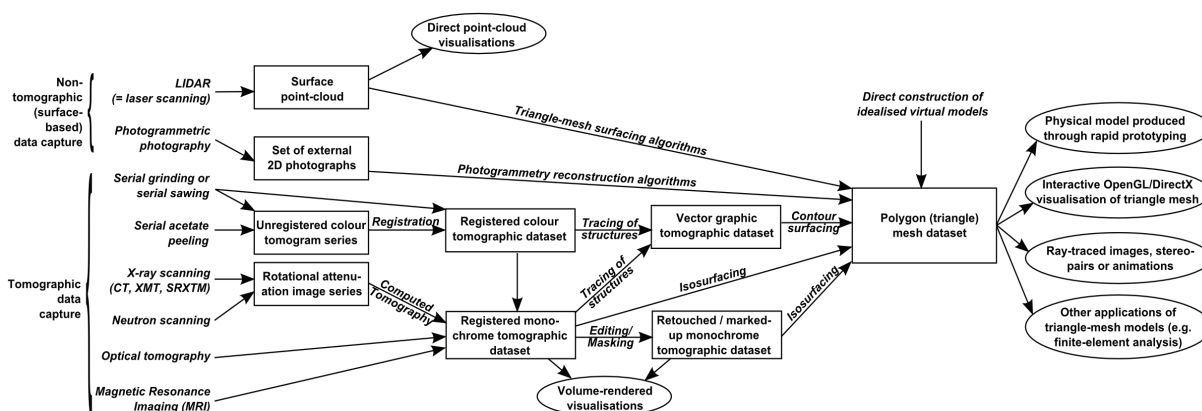 Direct point-cloud
visualisations
Non-
tomographic
(surface-
based)
data capture
LIDAR
(= laser scanning)
Surface
point-cloud
Photogrammetric
photography
Set of external
2D photographs
Triangle-mesh surfacing algorithms
Photogrammetry reconstruction algorithms
Direct construction of
idealised virtual models
Tomographic
data
capture
Serial grinding or
serial sawing
Serial acetate
peeling
Unregistered colour
tomogram series
Registration
Registered colour
tomographic dataset
Tracing of
structures
Vector graphic
tomographic dataset
Contour
surfacing
Polygon (triangle)
mesh dataset
X-ray scanning
(CT, XMT, SRXTM)
Rotational attenu-
ation image series
Computed
Tomography
Neutron scanning
Tracing of
structures
Isosurfacing
Registered mono-
chrome tomographic
dataset
Editing/
Masking
Retouched / marked-
up monochrome
tomographic dataset
Isosurfacing
Optical tomography
Magnetic Resonance
Imaging (MRI)
Volume-rendered
visualisations
Physical model produced
through rapid prototyping
Interactive OpenGL/DirectX
visualisation of triangle mesh
Ray-traced images, stereo-
pairs or animations
Other applications of
triangle-mesh models (e.g.
finite-element analysis)